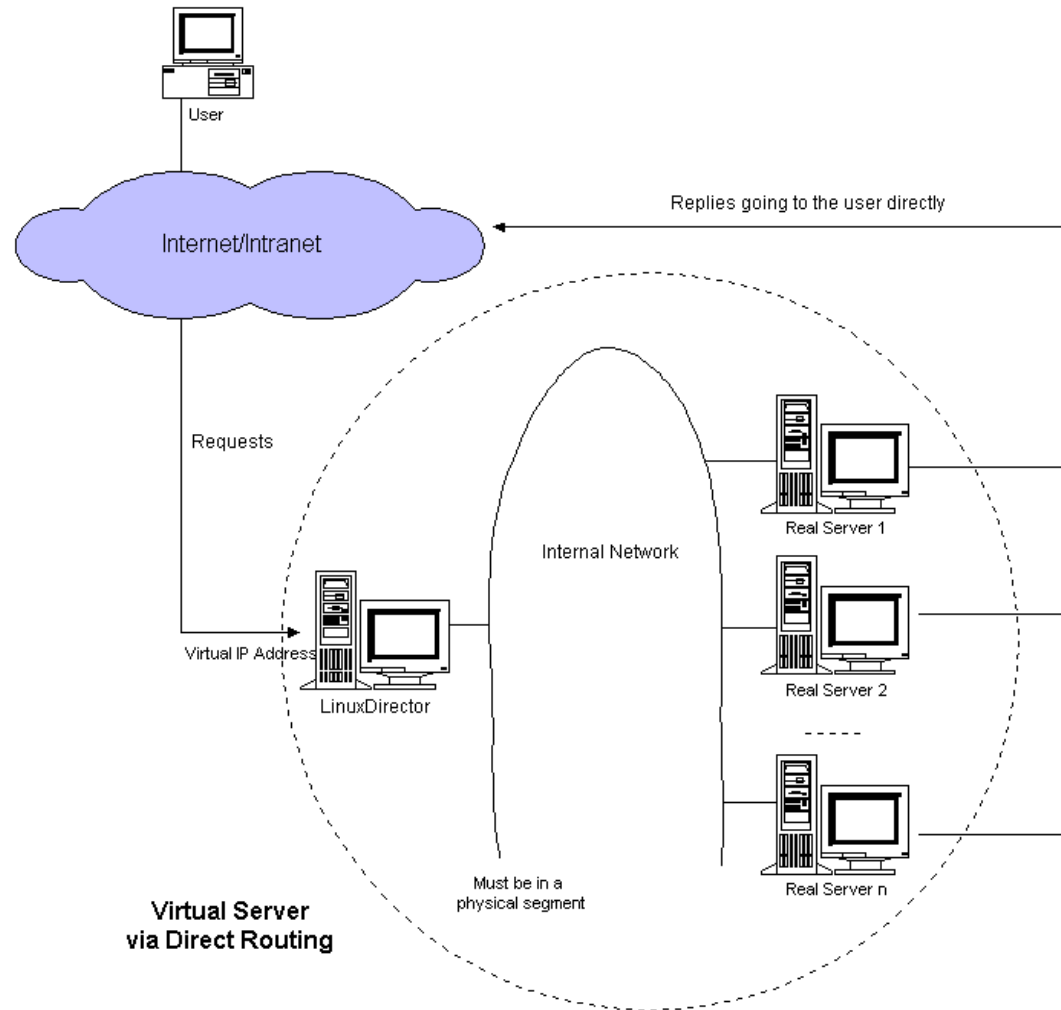 User
Replies going to the user directly
Internet/Intranet
Requests
Real Server 1
Internal Network
Virtual IP Address
LinuxDirector
Real Server 2
Must be in a
physical segment
Real Server n
Virtual Server
via Direct Routing